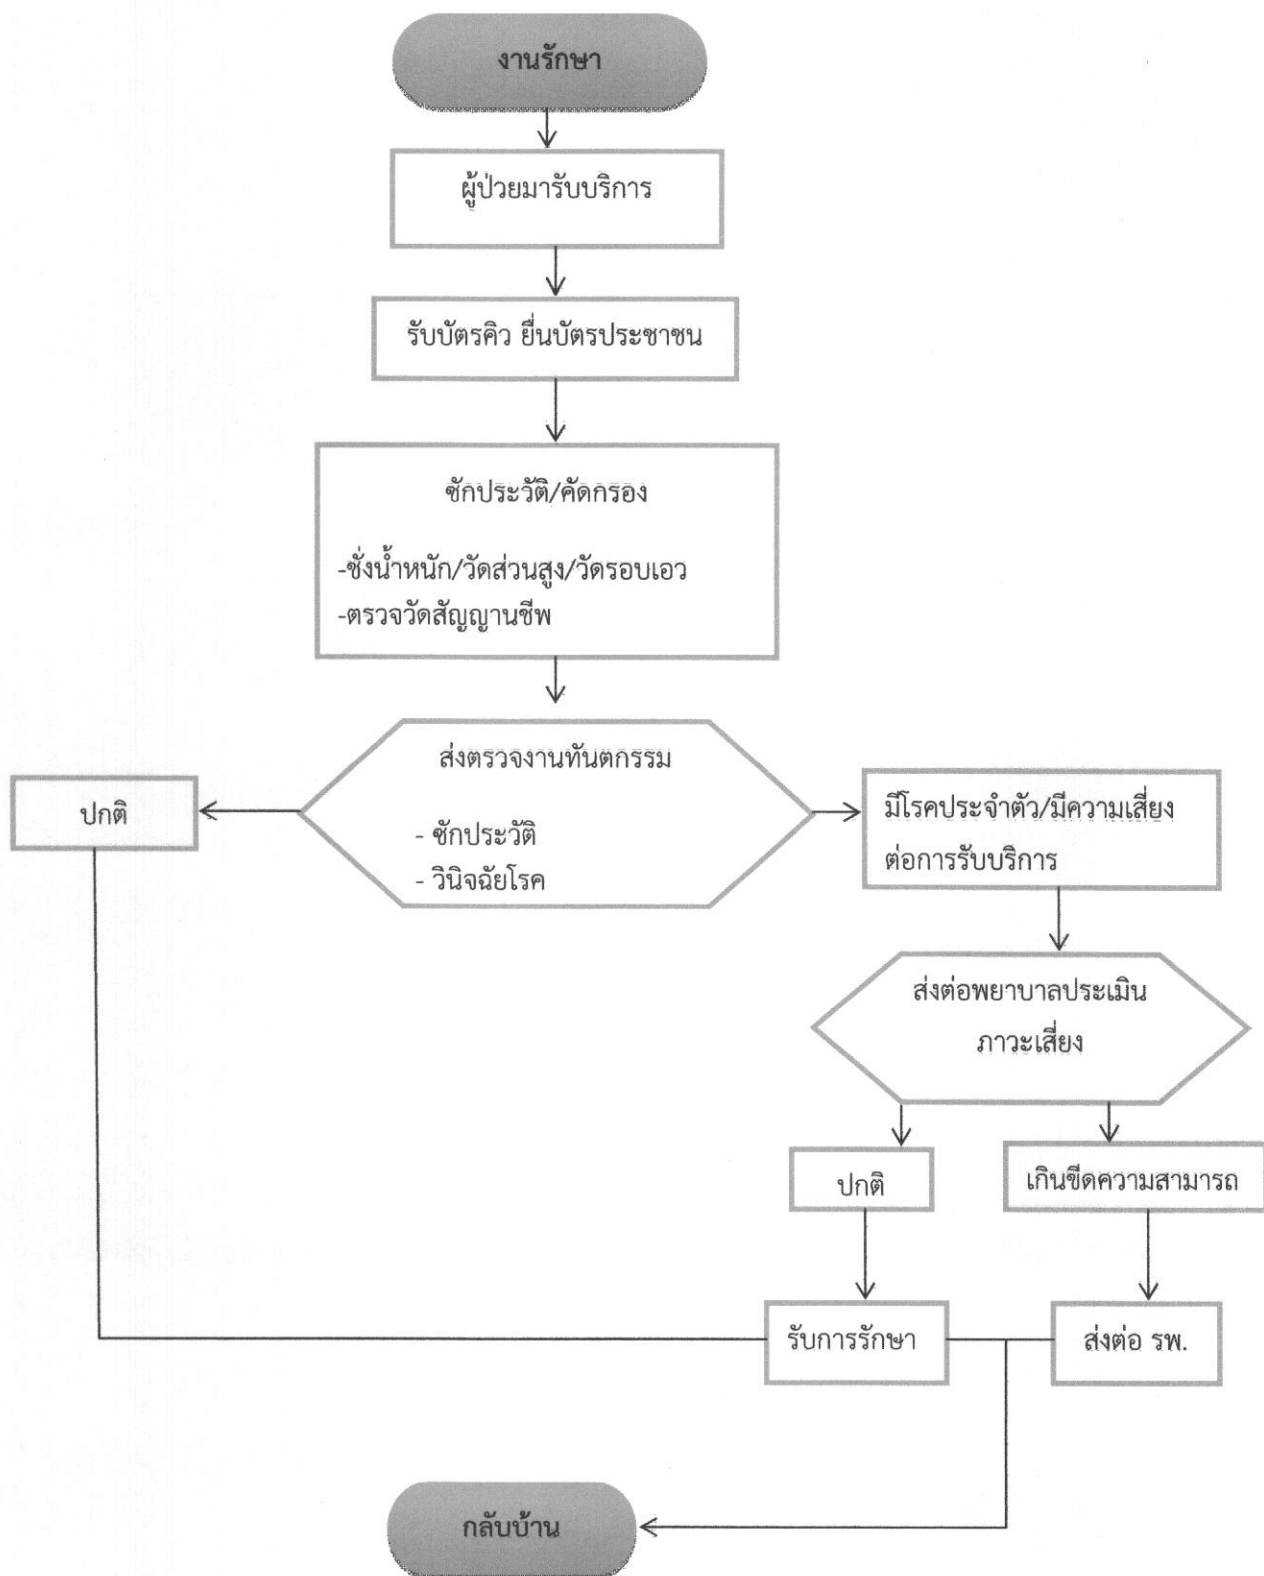 งานรักษา
ผู้ป่วยมารับบริการ
รับบัตรคิว ยื่นบัตรประชาชน
ซักประวัติ/คัดกรอง
-ชั่งน้ำหนัก/วัดส่วนสูง/วัดรอบเอว
-ตรวจวัดสัญญานชีพ
ส่งตรวจงานทันตกรรม
- ซักประวัติ
- วินิจฉัยโรค
ปกติ
มีโรคประจำตัว/มีความเสี่ยง
ต่อการรับบริการ
ส่งต่อพยาบาลประเมิน
ภาวะเสี่ยง
ปกติ
เกินขีดความสามารถ
รับการรักษา
ส่งต่อ รพ.
กลับบ้าน